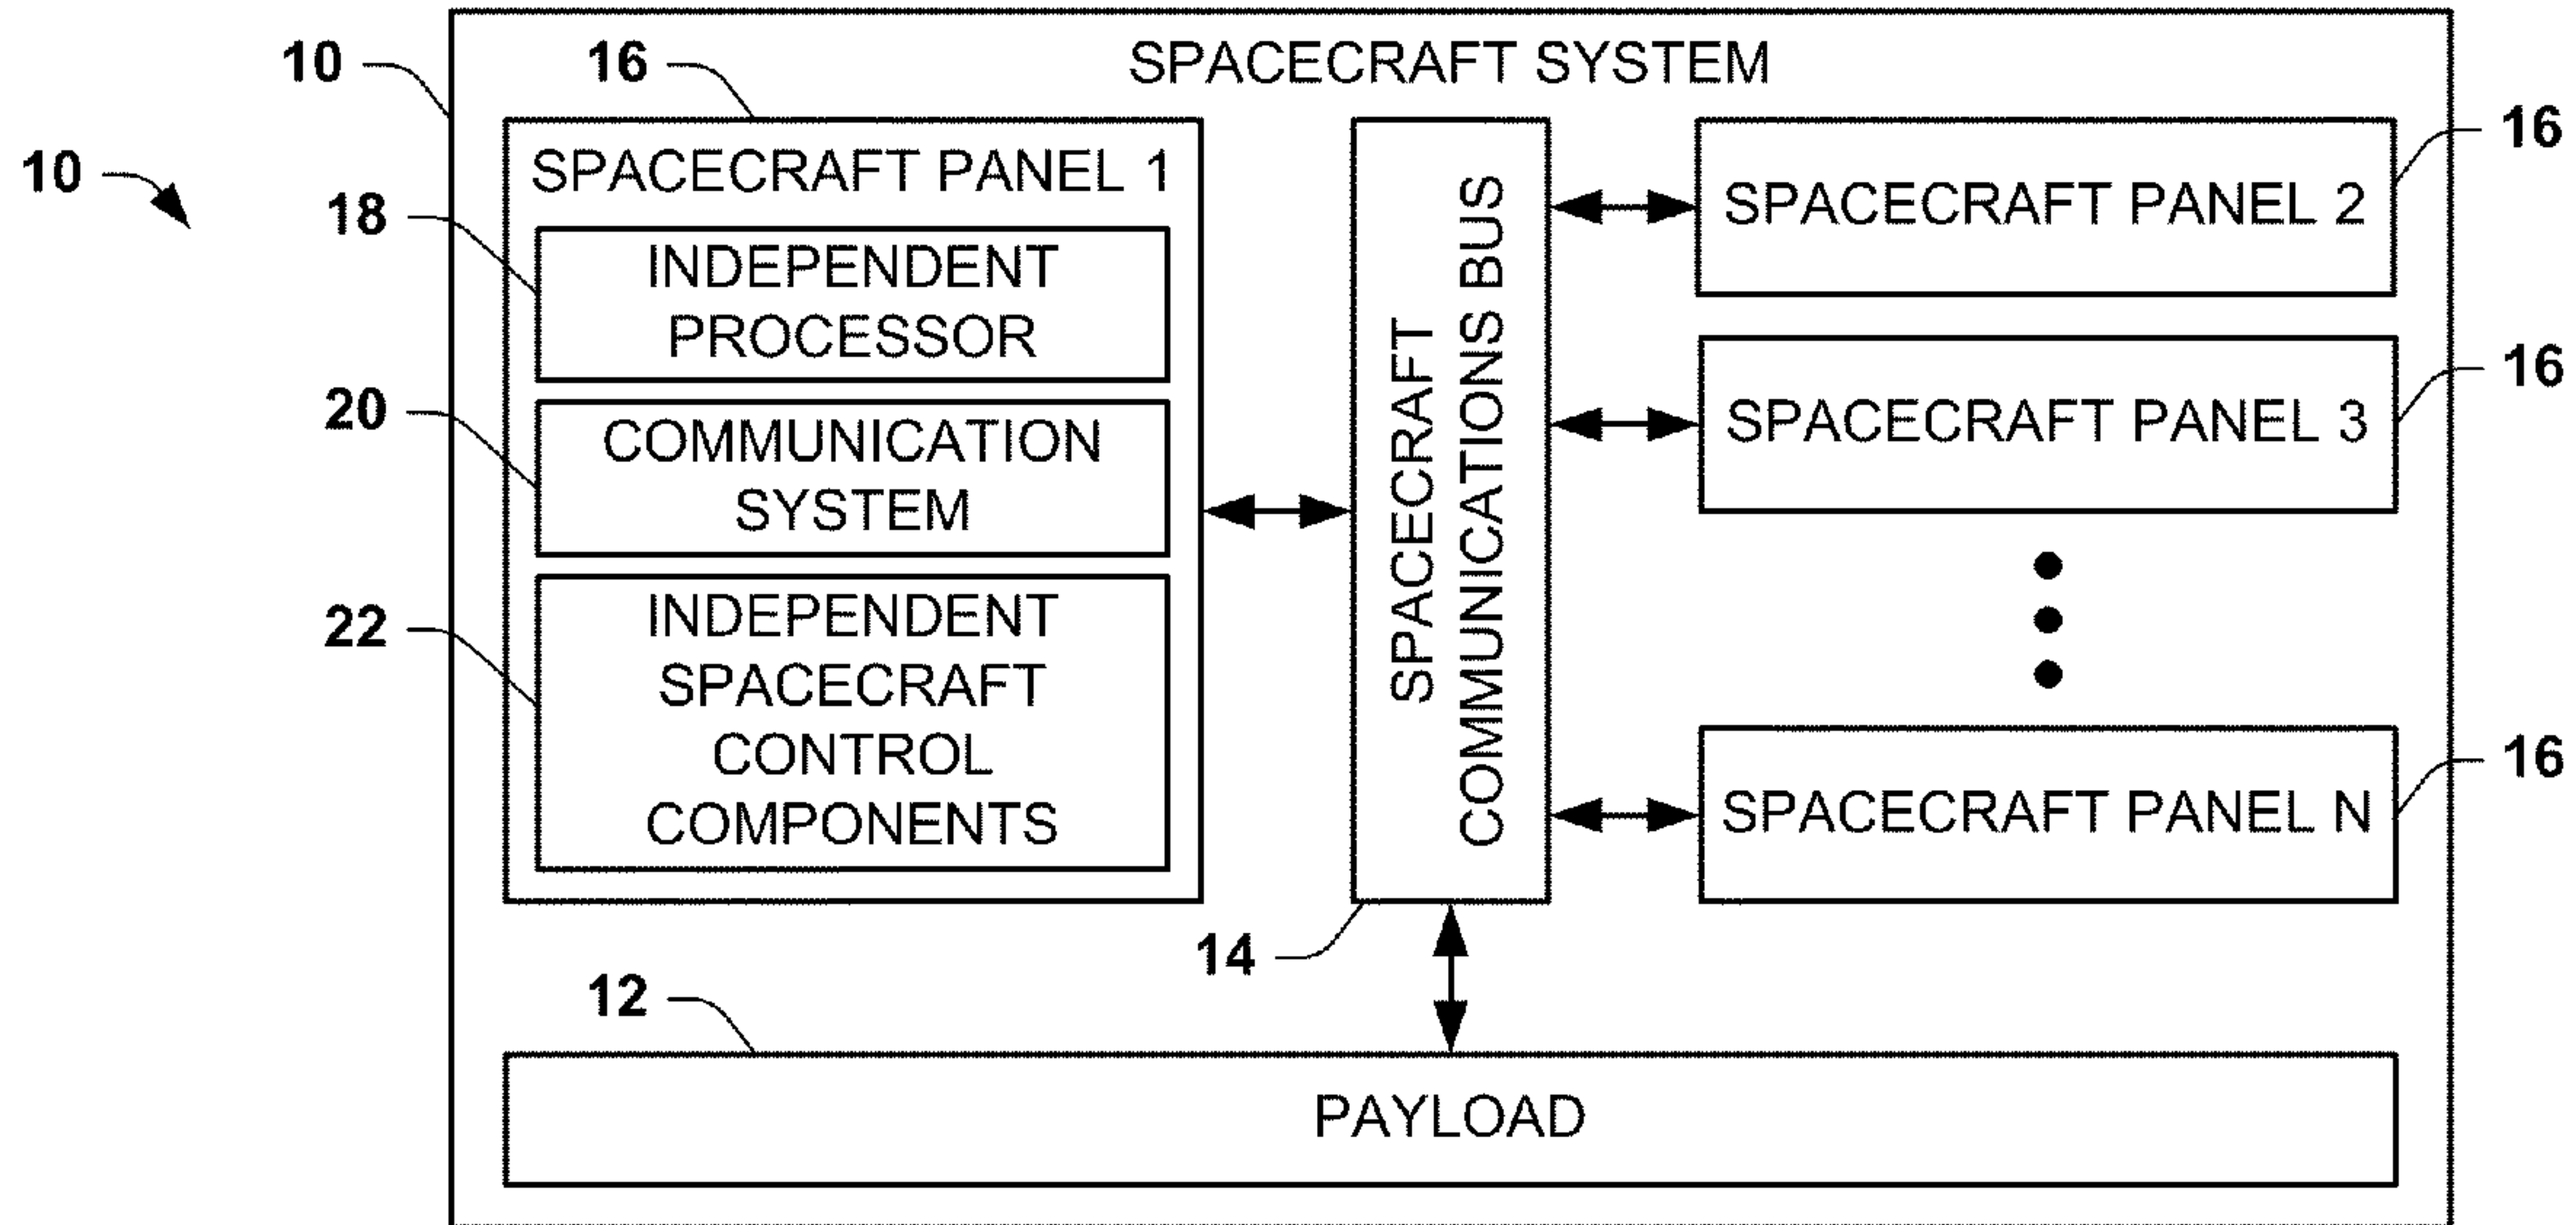 10
10
SPACECRAFT SYSTEM
16
SPACECRAFT PANEL 1
18
INDEPENDENT
PROCESSOR
20
COMMUNICATION
SYSTEM
22
INDEPENDENT
SPACECRAFT
CONTROL
COMPONENTS
SPACECRAFT
COMMUNICATIONS BUS
14
16
SPACECRAFT PANEL 2
16
SPACECRAFT PANEL 3
16
SPACECRAFT PANEL N
12
PAYLOAD